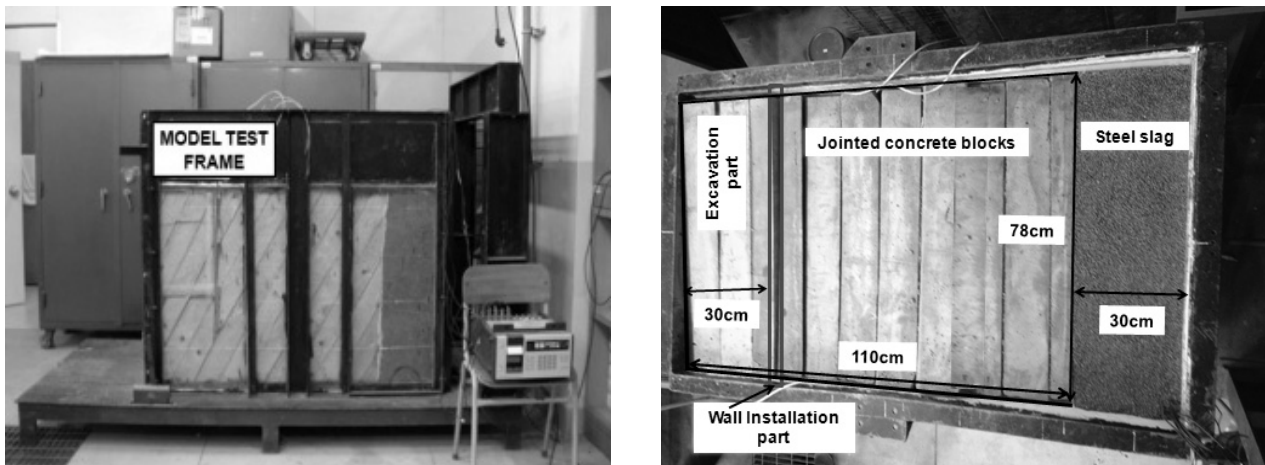 MODEL TEST
FRAME
Excavation
part
Jointed concrete blocks
Steel slag
78cm
30cm
30cm
110cm
Wall Installation
part